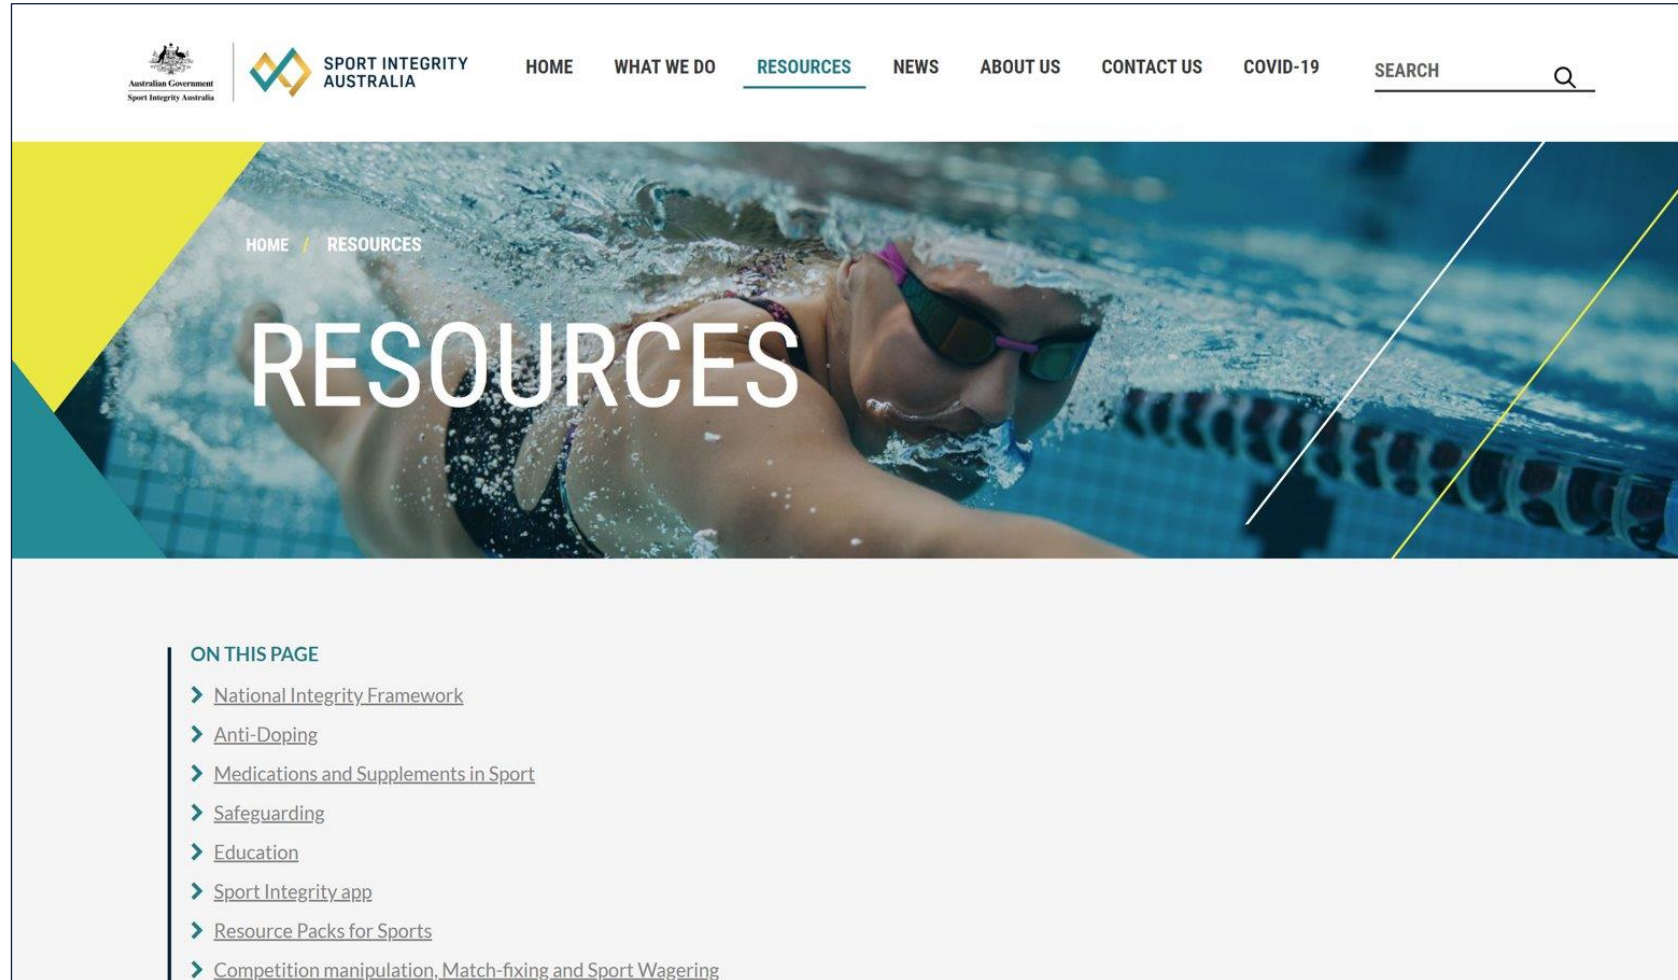 Australian Government
Sport Integrity Australia
SPORT INTEGRITY
AUSTRALIA
HOME WHAT WE DO RESOURCES NEWS ABOUT US CONTACT US COVID-19 SEARCH
HOME / RESOURCES
RESOURCES
ON THIS PAGE
National Integrity Framework
Anti-Doping
Medications and Supplements in Sport
Safeguarding
Education
Sport Integrity app
Resource Packs for Sports
Competition manipulation, Match-fixing and Sport Wagering